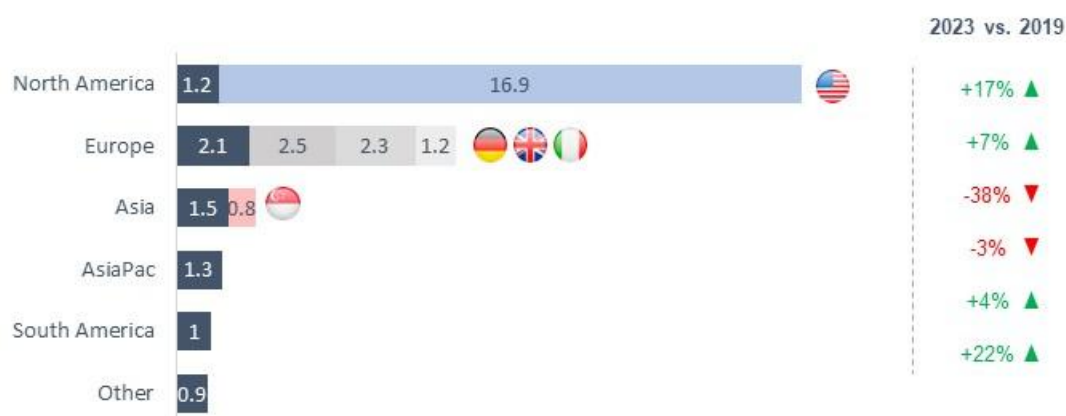 2023 vs. 2019
North America 1.2 16.9 +17% ▲
Europe 2.1 2.5 2.3 1.2 +7% ▲
Asia 1.5 0.8 -38% ▼
AsiaPac 1.3 -3% ▼
South America 1 +4% ▲
Other 0.9 +22% ▲